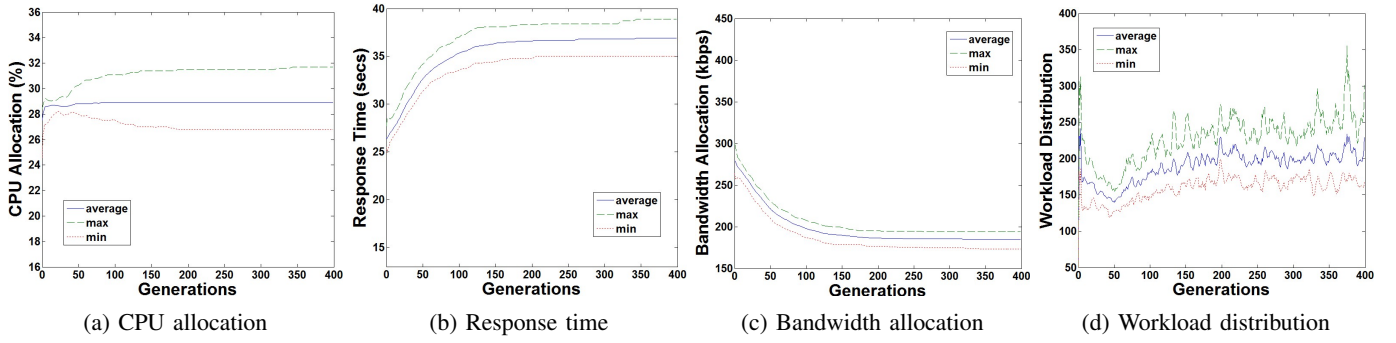 CPU Allocation (%)
36
34
32
30
28
26
24
22
20
18
16
average
max
min
0 50 100 150 200 250 300 350 400
Generations
(a) CPU allocation
Response Time (secs)
40
35
30
25
20
15
average
max
min
0 50 100 150 200 250 300 350 400
Generations
(b) Response time
Bandwidth Allocation (kbps)
450
400
350
300
250
200
150
average
max
min
0 50 100 150 200 250 300 350 400
Generations
(c) Bandwidth allocation
Workload Distribution
400
350
300
250
200
150
100
50
average
max
min
0 50 100 150 200 250 300 350 400
Generations
(d) Workload distribution